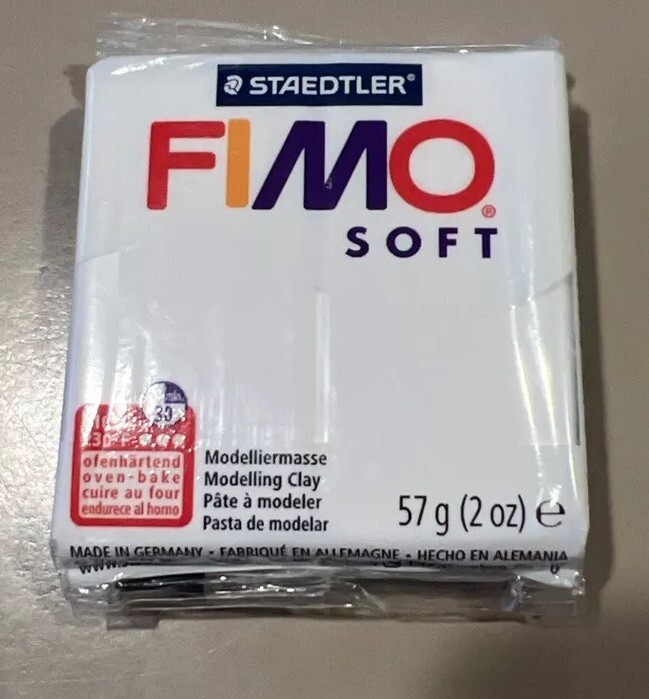 STAEDTLER®
FIMO®
SOFT
30
ofenhärtend
oven-bake
cuire au four
endurece al horno
Modelliermasse
Modelling Clay
Pâte à modeler
Pasta de modelar
57 g (2 oz) ℮
MADE IN GERMANY • FABRIQUÉ EN ALLEMAGNE • HECHO EN ALEMANIA